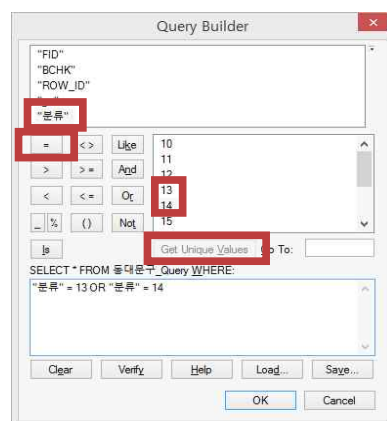 Query Builder
"FID"
"BCHK"
"ROW_ID"
"분류"
= <> Like
> >= And
< <= Or
_ % () Not
Is
10
11
12
13
14
15
Get Unique Values Go To:
SELECT * FROM 동대문구_Query WHERE:
"분류" = 13 OR "분류" = 14
Clear Verify Help Load... Save...
OK Cancel